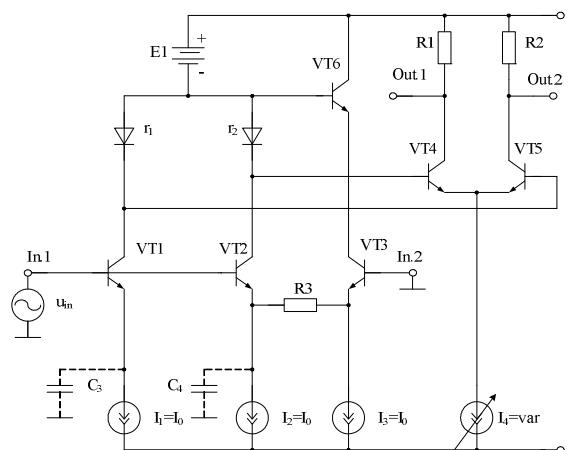 R1 R2
E1 + -
VT6
Out.1 Out.2
r1 r2
VT4 VT5
In.1 VT1 VT2 VT3 In.2
R3
uin
C3 C4
I1=I0 I2=I0 I3=I0 I4=var